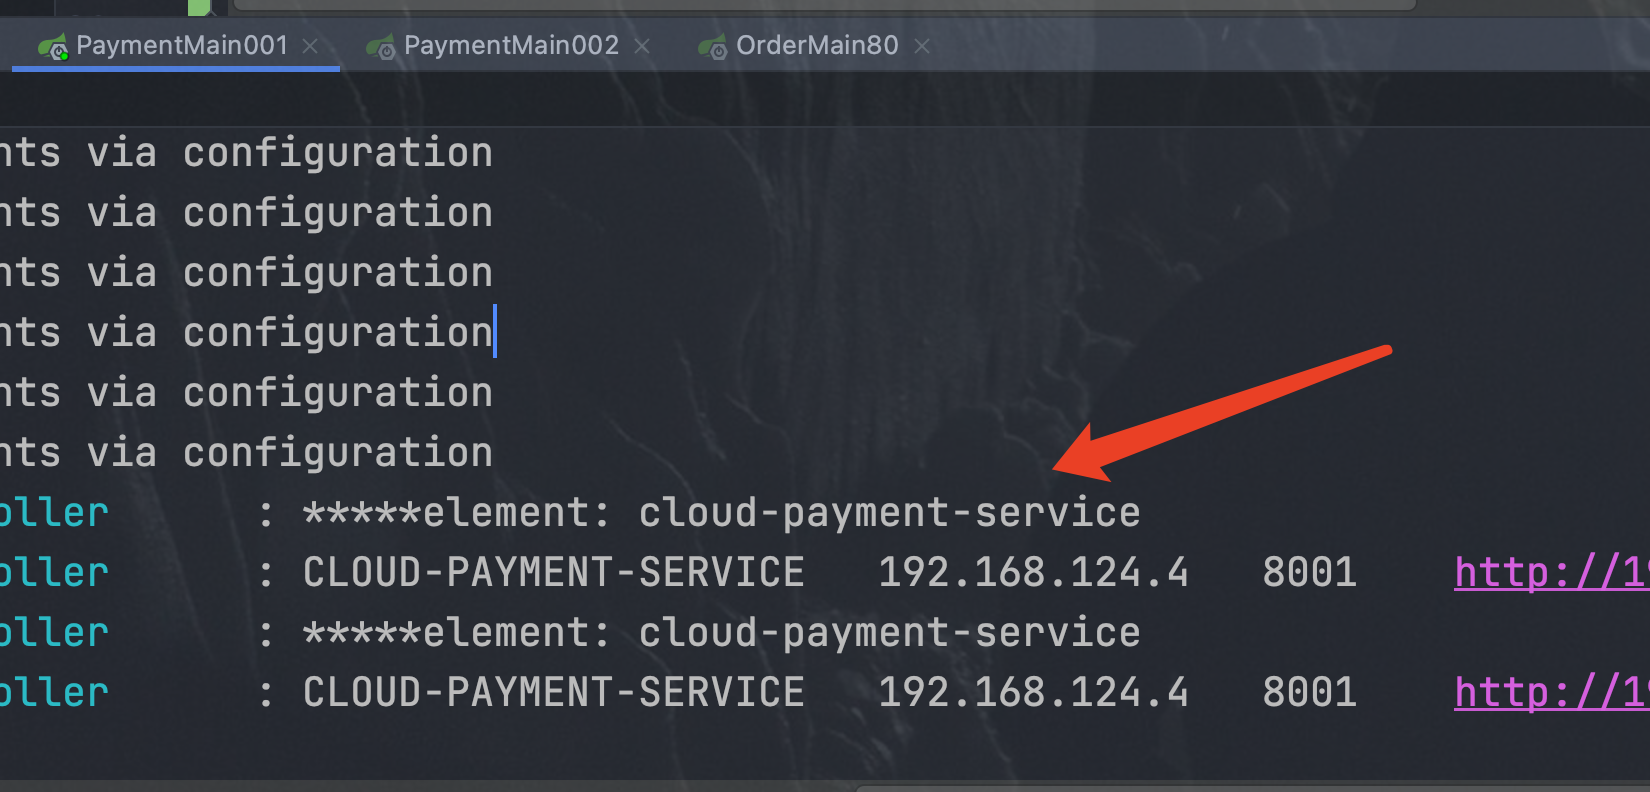 PaymentMain001 PaymentMain002 OrderMain80
nts via configuration
nts via configuration
nts via configuration
nts via configuration
nts via configuration
nts via configuration
oller : *****element: cloud-payment-service
oller : CLOUD-PAYMENT-SERVICE 192.168.124.4 8001 http://19
oller : *****element: cloud-payment-service
oller : CLOUD-PAYMENT-SERVICE 192.168.124.4 8001 http://19